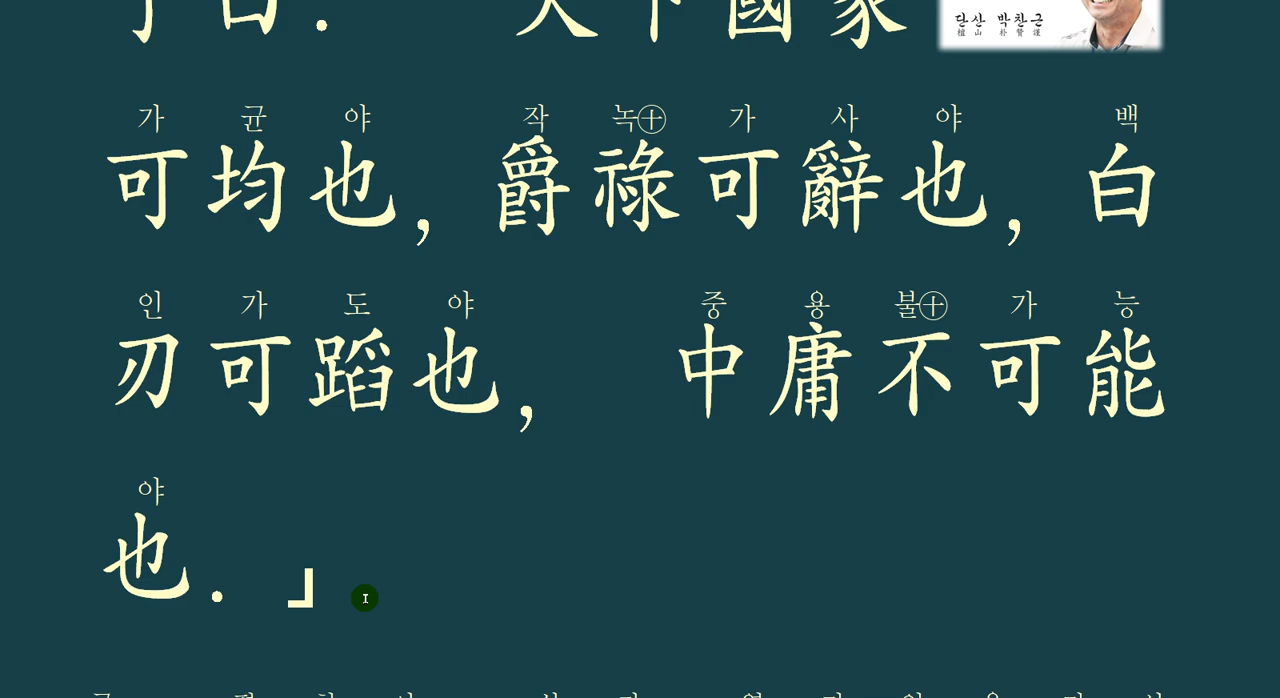 子曰. 天下國家
단산 박찬근
檀山 朴贊謹
가 균 야 작 녹㊉ 가 사 야 백
可均也, 爵祿可辭也, 白
인 가 도 야 중 용 불㊉ 가 능
刃可蹈也, 中庸不可能
야
也. 」